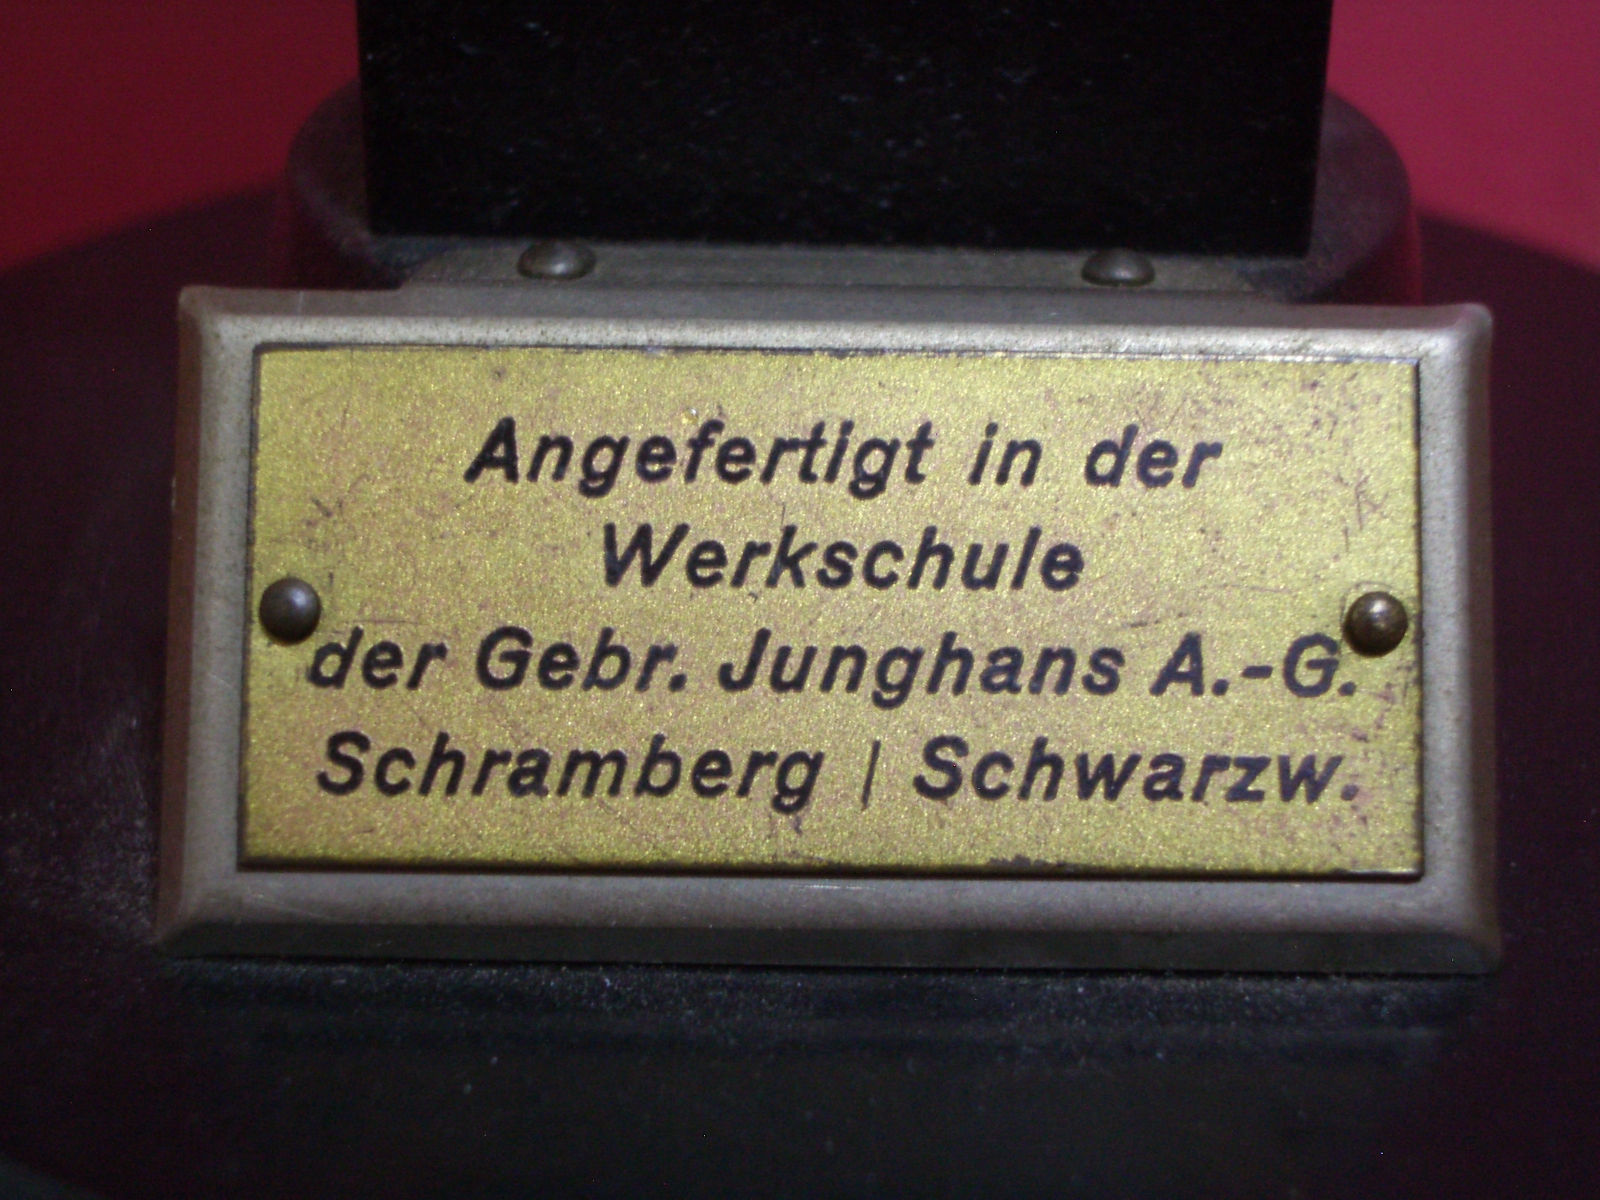 Angefertigt in der
Werkschule
der Gebr. Junghans A.-G.
Schramberg | Schwarzw.